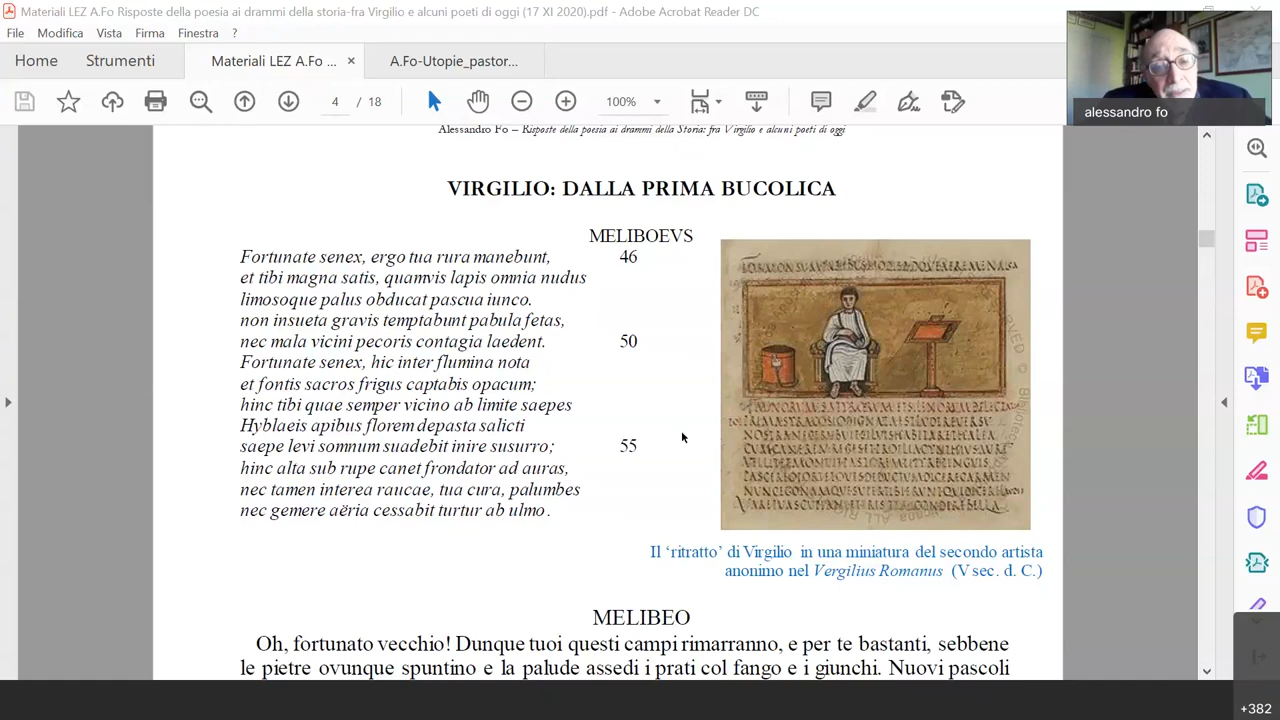 Materiali LEZ A.Fo Risposte della poesia ai drammi della storia-fra Virgilio e alcuni poeti di oggi (17 XI 2020).pdf - Adobe Acrobat Reader DC
File Modifica Vista Firma Finestra ?
Home Strumenti Materiali LEZ A.Fo ... × A.Fo-Utopie_pastor...
4 / 18 100%
alessandro fo
Alessandro Fo – Risposte della poesia ai drammi della Storia: fra Virgilio e alcuni poeti di oggi
VIRGILIO: DALLA PRIMA BUCOLICA
MELIBOEVS
Fortunate senex, ergo tua rura manebunt, 46
et tibi magna satis, quamvis lapis omnia nudus
limosoque palus obducat pascua iunco.
non insueta gravis temptabunt pabula fetas,
nec mala vicini pecoris contagia laedent. 50
Fortunate senex, hic inter flumina nota
et fontis sacros frigus captabis opacum;
hinc tibi quae semper vicino ab limite saepes
Hyblaeis apibus florem depasta salicti
saepe levi somnum suadebit inire susurro; 55
hinc alta sub rupe canet frondator ad auras,
nec tamen interea raucae, tua cura, palumbes
nec gemere aëria cessabit turtur ab ulmo.
Il ‘ritratto’ di Virgilio in una miniatura del secondo artista
anonimo nel Vergilius Romanus (V sec. d. C.)
MELIBEO
Oh, fortunato vecchio! Dunque tuoi questi campi rimarranno, e per te bastanti, sebbene
le pietre ovunque spuntino e la palude assedi i prati col fango e i giunchi. Nuovi pascoli
+382